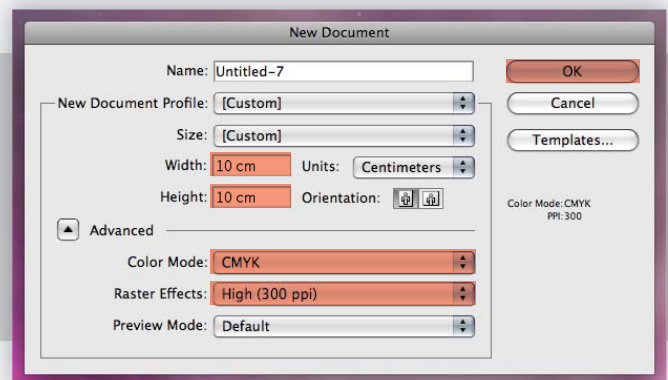 New Document
Name: Untitled-7
OK
New Document Profile: [Custom]
Cancel
Size: [Custom]
Templates...
Width: 10 cm Units: Centimeters
Height: 10 cm Orientation:
Color Mode: CMYK
PPI: 300
Advanced
Color Mode: CMYK
Raster Effects: High (300 ppi)
Preview Mode: Default